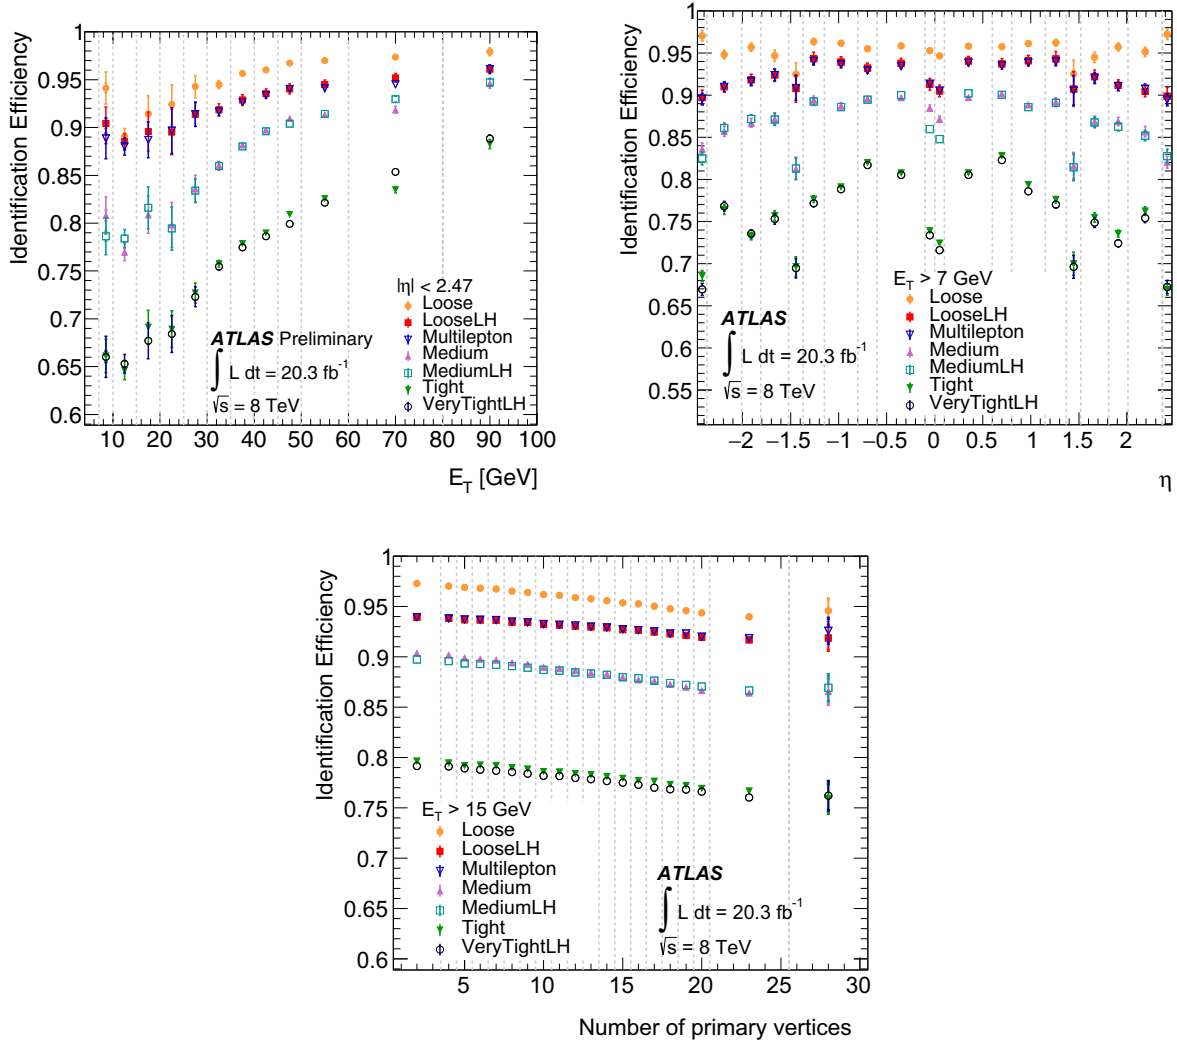 Identification Efficiency
1
0.95
0.9
0.85
0.8
0.75
0.7
0.65
0.6
|η| < 2.47
Loose
LooseLH
Multilepton
Medium
MediumLH
Tight
VeryTightLH
ATLAS Preliminary
∫ L dt = 20.3 fb⁻¹
√s = 8 TeV
10 20 30 40 50 60 70 80 90 100
E_T [GeV]
Identification Efficiency
1
0.95
0.9
0.85
0.8
0.75
0.7
0.65
0.6
0.55
E_T > 7 GeV
Loose
LooseLH
Multilepton
Medium
MediumLH
Tight
VeryTightLH
ATLAS
∫ L dt = 20.3 fb⁻¹
√s = 8 TeV
−2 −1.5 −1 −0.5 0 0.5 1 1.5 2
η
Identification Efficiency
1
0.95
0.9
0.85
0.8
0.75
0.7
0.65
0.6
E_T > 15 GeV
Loose
LooseLH
Multilepton
Medium
MediumLH
Tight
VeryTightLH
ATLAS
∫ L dt = 20.3 fb⁻¹
√s = 8 TeV
5 10 15 20 25 30
Number of primary vertices